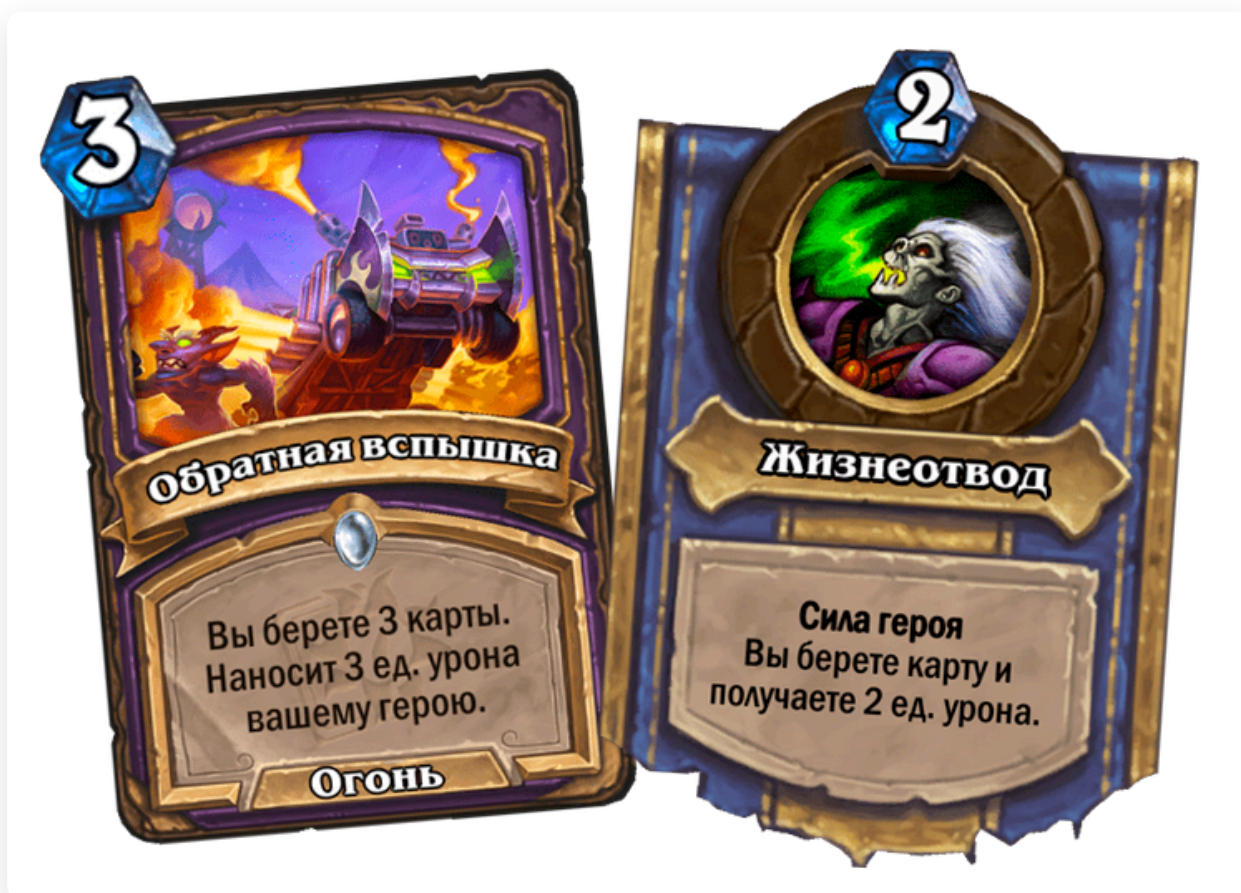 3
Обратная вспышка
Вы берете 3 карты.
Наносит 3 ед. урона
вашему герою.
Огонь
2
Жизнеотвод
Сила героя
Вы берете карту и
получаете 2 ед. урона.